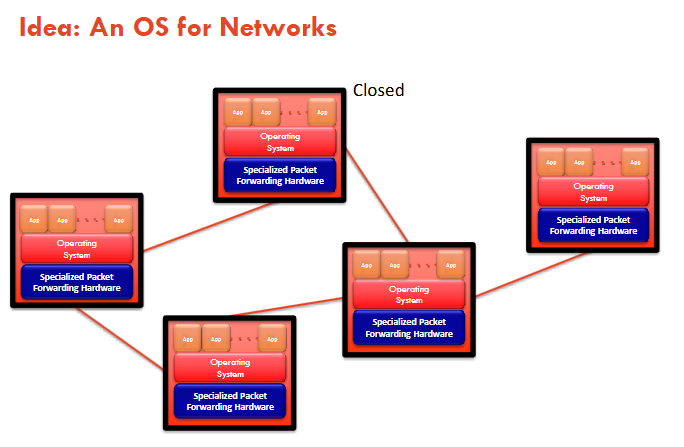 Idea: An OS for Networks
Closed
App App App
Operating
System
Specialized Packet
Forwarding Hardware
App App App
Operating
System
Specialized Packet
Forwarding Hardware
App App App
Operating
System
Specialized Packet
Forwarding Hardware
App App App
Operating
System
Specialized Packet
Forwarding Hardware
App App App
Operating
System
Specialized Packet
Forwarding Hardware